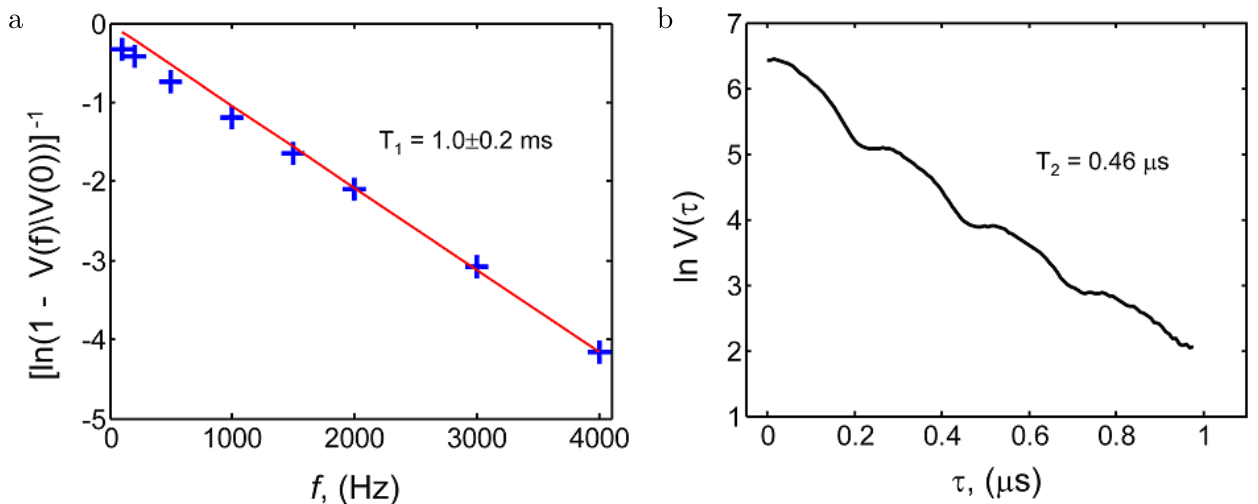 a
0
-1
-2
-3
-4
-5
[ln(1 - V(f)\V(0))]⁻¹
T₁ = 1.0±0.2 ms
0 1000 2000 3000 4000
f, (Hz)
b
7
6
5
4
3
2
1
ln V(τ)
T₂ = 0.46 μs
0 0.2 0.4 0.6 0.8 1
τ, (μs)